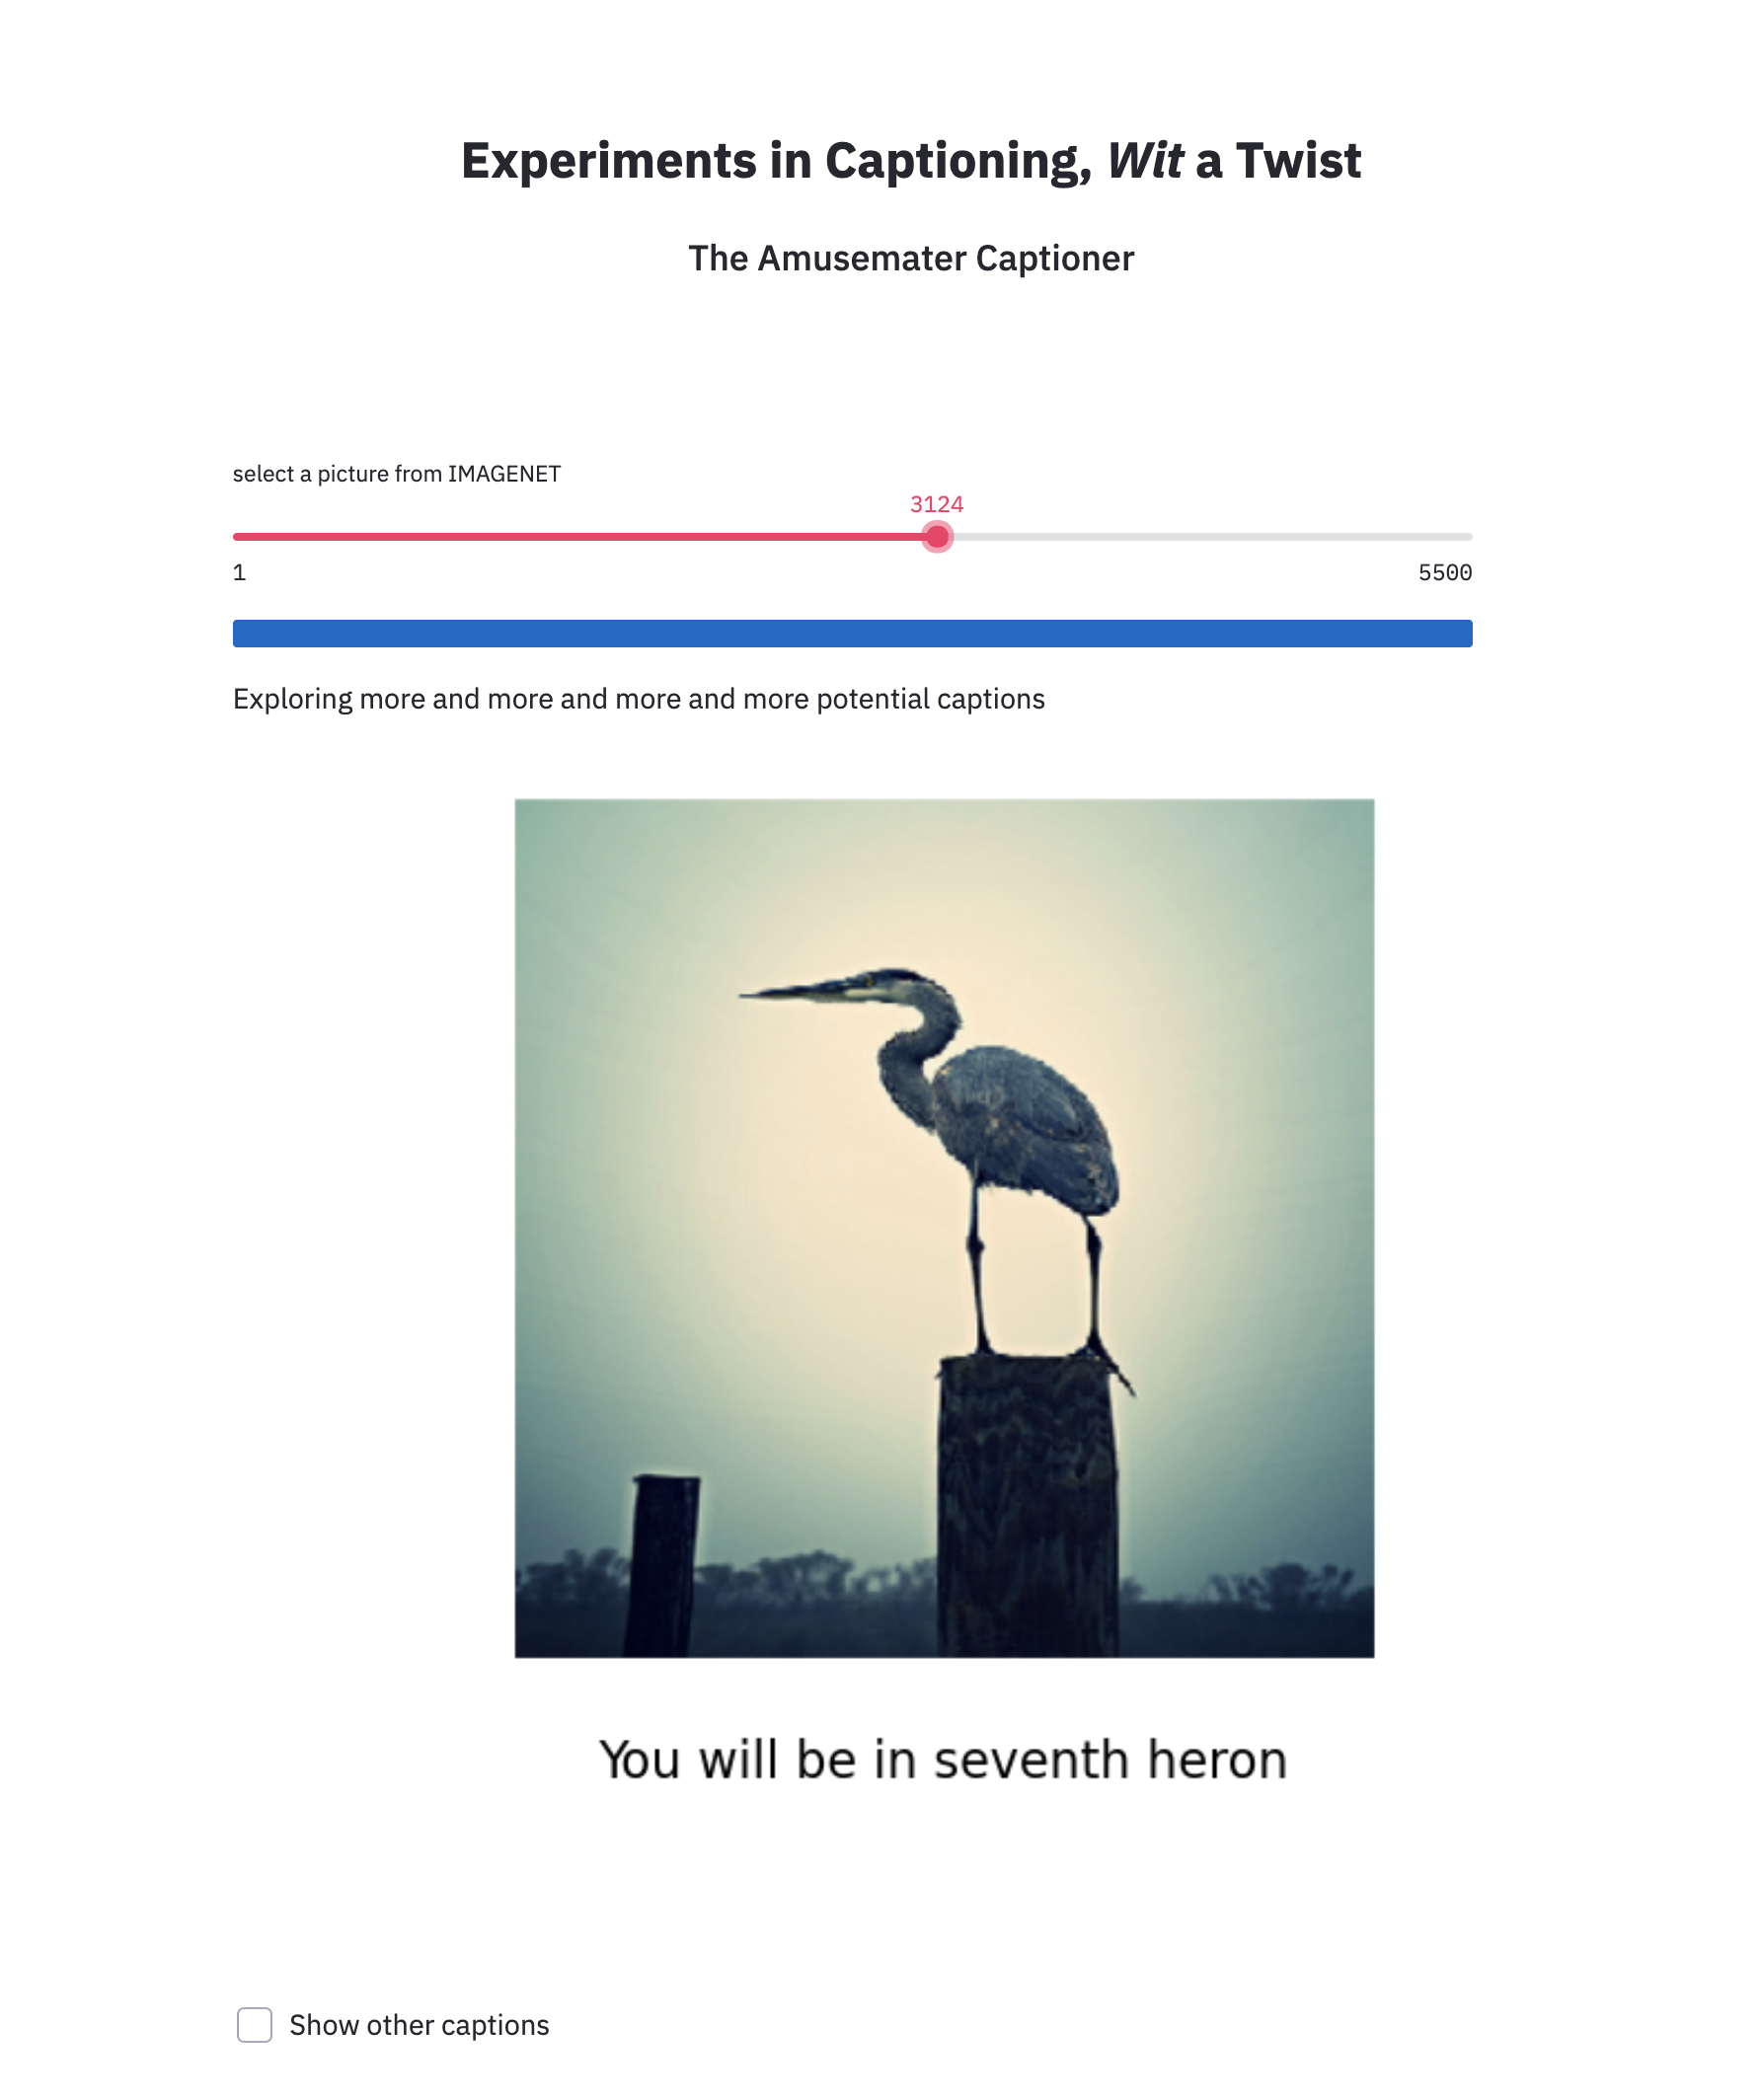 Experiments in Captioning, Wit a Twist
The Amusemater Captioner
select a picture from IMAGENET
3124
1 5500
Exploring more and more and more and more potential captions
You will be in seventh heron
Show other captions